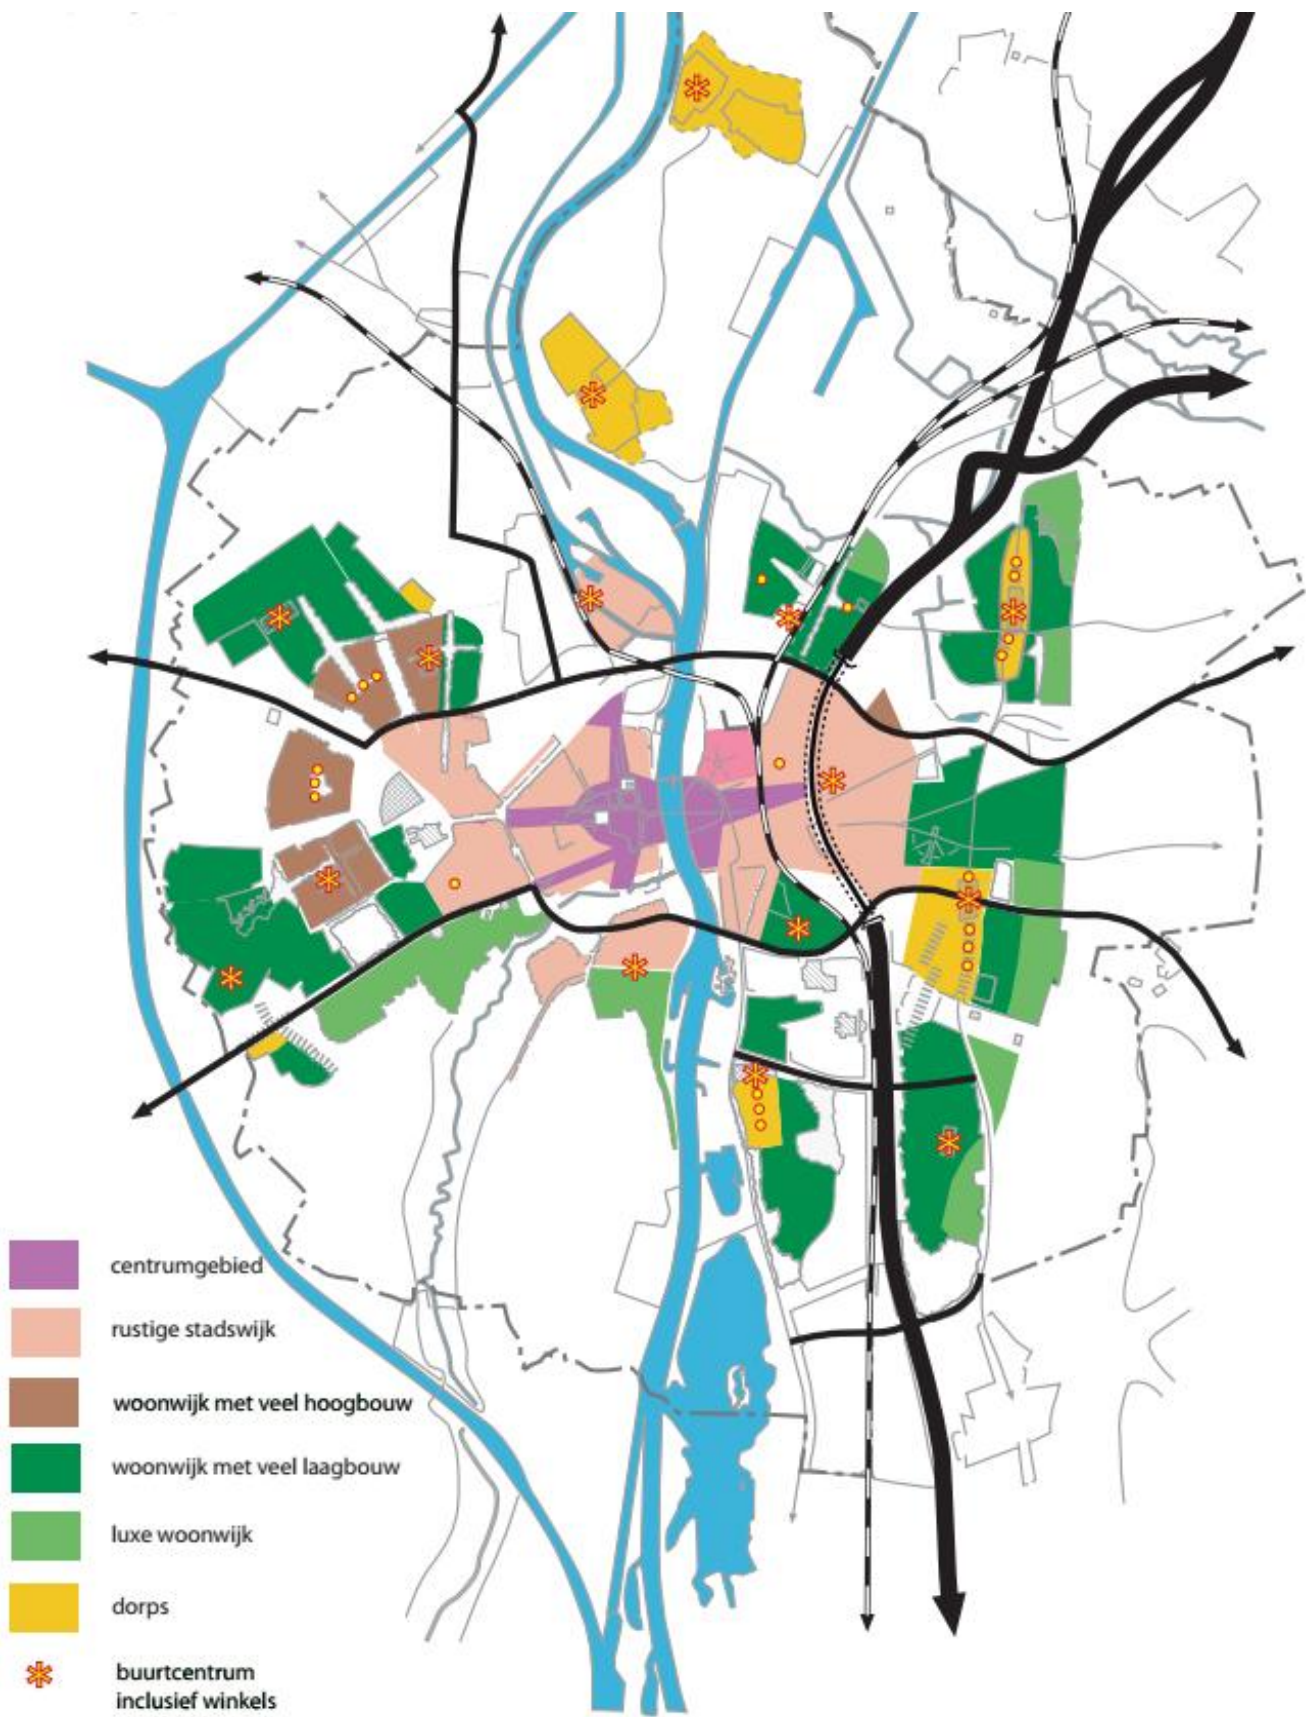 centrumgebied
rustige stadswijk
woonwijk met veel hoogbouw
woonwijk met veel laagbouw
luxe woonwijk
dorps
buurtcentrum
inclusief winkels